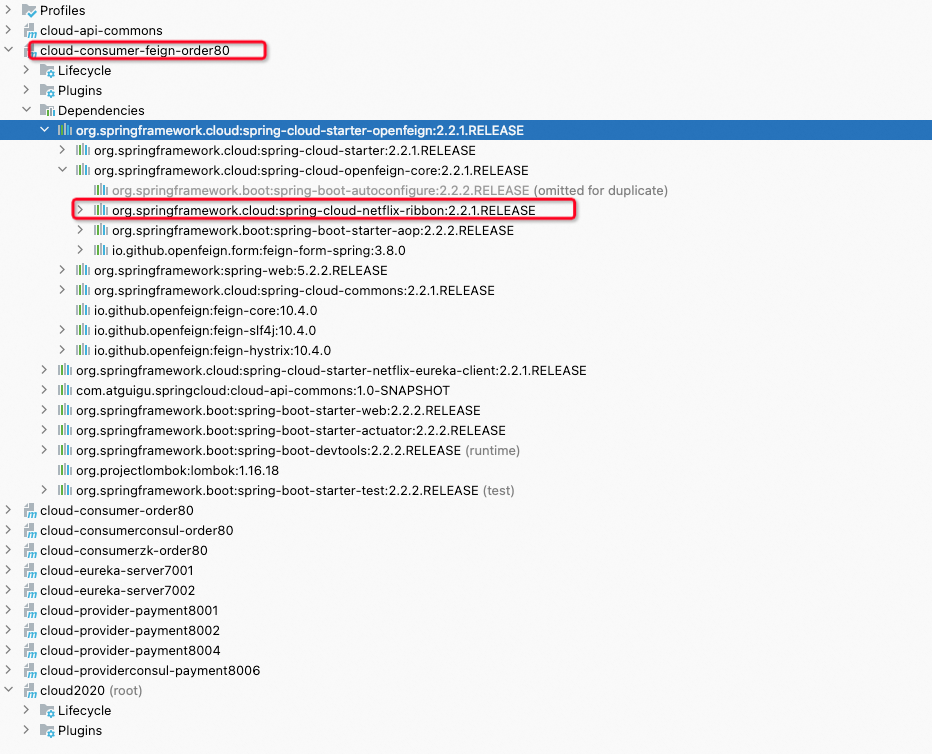 Profiles
cloud-api-commons
cloud-consumer-feign-order80
Lifecycle
Plugins
Dependencies
org.springframework.cloud:spring-cloud-starter-openfeign:2.2.1.RELEASE
org.springframework.cloud:spring-cloud-starter:2.2.1.RELEASE
org.springframework.cloud:spring-cloud-openfeign-core:2.2.1.RELEASE
org.springframework.boot:spring-boot-autoconfigure:2.2.2.RELEASE (omitted for duplicate)
org.springframework.cloud:spring-cloud-netflix-ribbon:2.2.1.RELEASE
org.springframework.boot:spring-boot-starter-aop:2.2.2.RELEASE
io.github.openfeign.form:feign-form-spring:3.8.0
org.springframework:spring-web:5.2.2.RELEASE
org.springframework.cloud:spring-cloud-commons:2.2.1.RELEASE
io.github.openfeign:feign-core:10.4.0
io.github.openfeign:feign-slf4j:10.4.0
io.github.openfeign:feign-hystrix:10.4.0
org.springframework.cloud:spring-cloud-starter-netflix-eureka-client:2.2.1.RELEASE
com.atguigu.springcloud:cloud-api-commons:1.0-SNAPSHOT
org.springframework.boot:spring-boot-starter-web:2.2.2.RELEASE
org.springframework.boot:spring-boot-starter-actuator:2.2.2.RELEASE
org.springframework.boot:spring-boot-devtools:2.2.2.RELEASE (runtime)
org.projectlombok:lombok:1.16.18
org.springframework.boot:spring-boot-starter-test:2.2.2.RELEASE (test)
cloud-consumer-order80
cloud-consumerconsul-order80
cloud-consumerzk-order80
cloud-eureka-server7001
cloud-eureka-server7002
cloud-provider-payment8001
cloud-provider-payment8002
cloud-provider-payment8004
cloud-providerconsul-payment8006
cloud2020 (root)
Lifecycle
Plugins